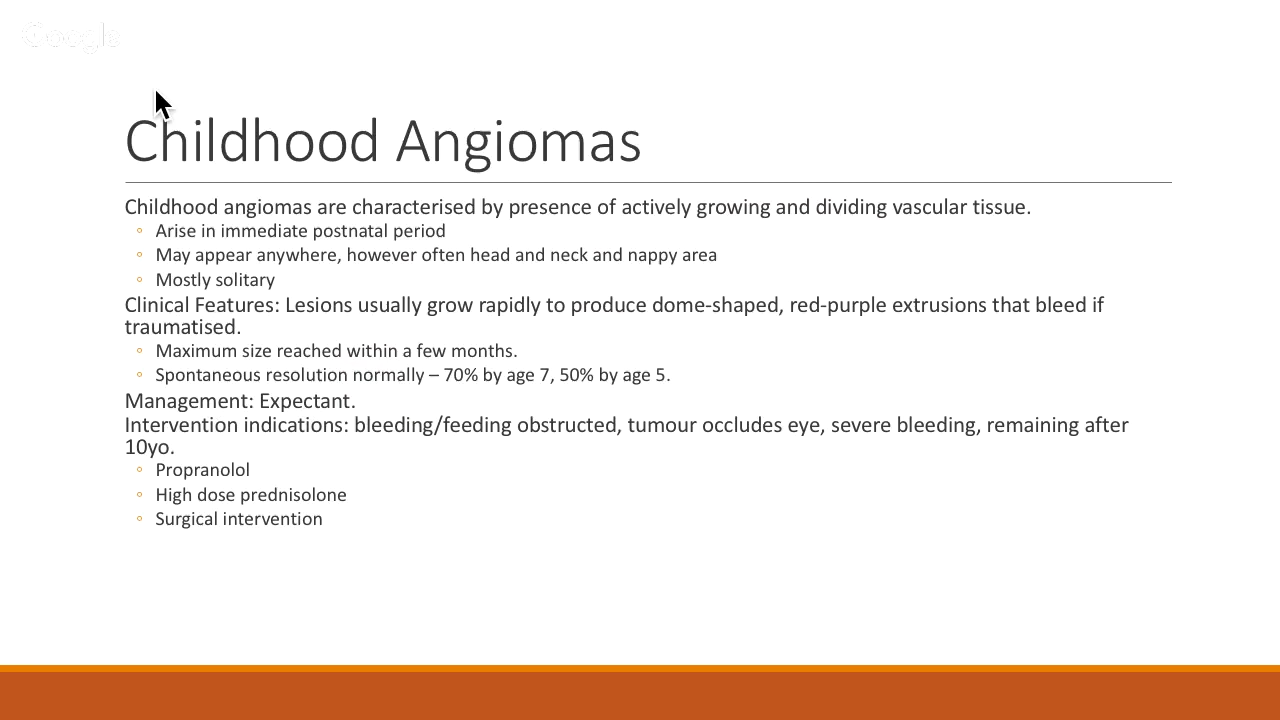 Google
Childhood Angiomas
Childhood angiomas are characterised by presence of actively growing and dividing vascular tissue.
◦ Arise in immediate postnatal period
◦ May appear anywhere, however often head and neck and nappy area
◦ Mostly solitary
Clinical Features: Lesions usually grow rapidly to produce dome-shaped, red-purple extrusions that bleed if
traumatised.
◦ Maximum size reached within a few months.
◦ Spontaneous resolution normally – 70% by age 7, 50% by age 5.
Management: Expectant.
Intervention indications: bleeding/feeding obstructed, tumour occludes eye, severe bleeding, remaining after
10yo.
◦ Propranolol
◦ High dose prednisolone
◦ Surgical intervention